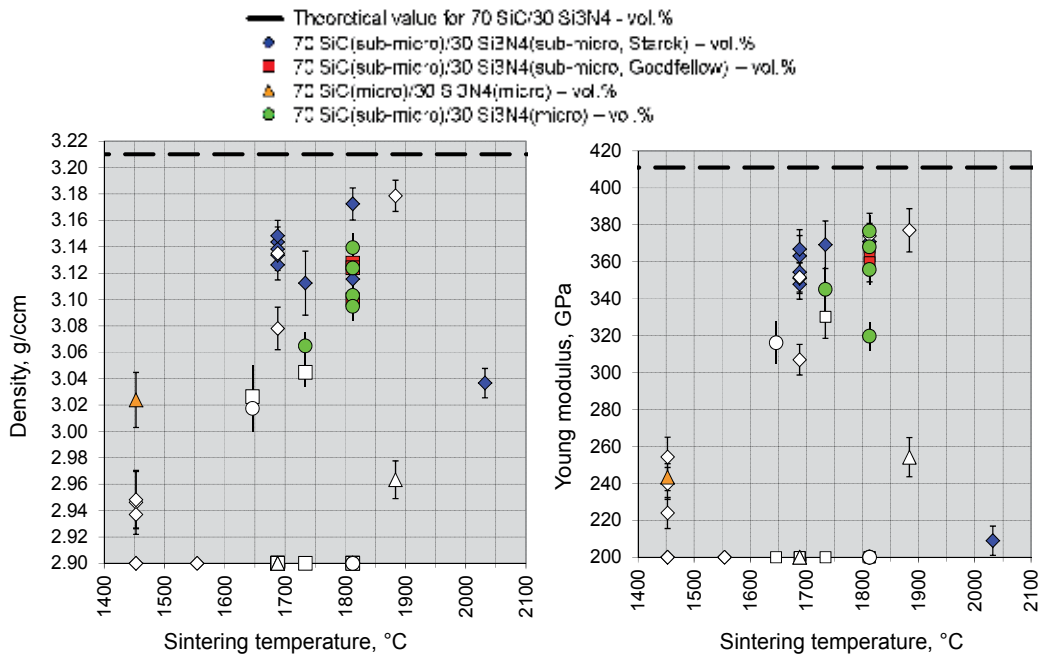 Theoretical value for 70 SiC/30 Si3N4 - vol.%
70 SiC(sub-micro)/30 Si3N4(sub-micro, Starck) – vol.%
70 SiC(sub-micro)/30 Si3N4(sub-micro, Goodfellow) – vol.%
70 SiC(micro)/30 Si3N4(micro) – vol.%
70 SiC(sub-micro)/30 Si3N4(micro) – vol.%
Density, g/ccm
3.22
3.20
3.18
3.16
3.14
3.12
3.10
3.08
3.06
3.04
3.02
3.00
2.98
2.96
2.94
2.92
2.90
1400 1500 1600 1700 1800 1900 2000 2100
Sintering temperature, °C
Young modulus, GPa
420
400
380
360
340
320
300
260
240
220
200
1400 1500 1600 1700 1800 1900 2000 2100
Sintering temperature, °C